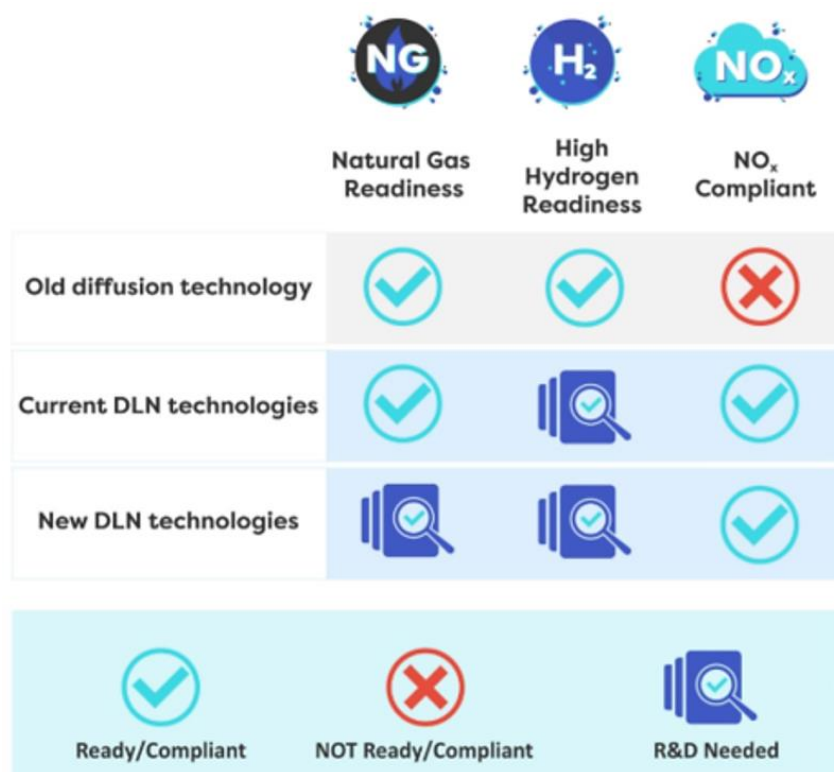 NG
H₂
NOₓ
Natural Gas
Readiness
High
Hydrogen
Readiness
NOₓ
Compliant
Old diffusion technology
Current DLN technologies
New DLN technologies
Ready/Compliant
NOT Ready/Compliant
R&D Needed